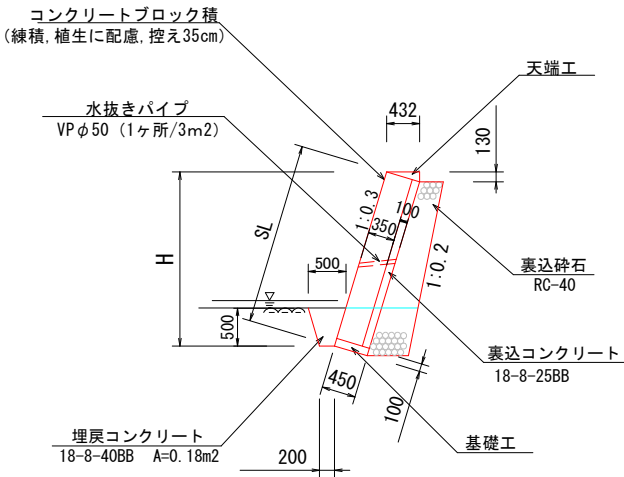 コンクリートブロック積
(練積,植生に配慮,控え35cm)
天端工
水抜きパイプ
VPφ50 (1ヶ所/3m2)
432
130
SL
H
1:0.3
100
350
1:0.2
500
裏込砕石
RC-40
500
裏込コンクリート
18-8-25BB
450
100
埋戻コンクリート
18-8-40BB A=0.18m2
200
基礎工